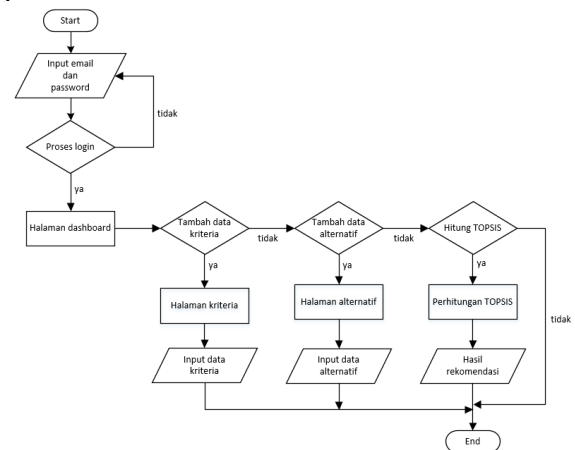 Start
Input email
dan
password
tidak
Proses login
ya
Halaman dashboard
Tambah data
kriteria
tidak
Tambah data
alternatif
tidak
Hitung TOPSIS
ya
ya
ya
Halaman kriteria
Halaman alternatif
Perhitungan TOPSIS
tidak
Input data
kriteria
Input data
alternatif
Hasil
rekomendasi
End